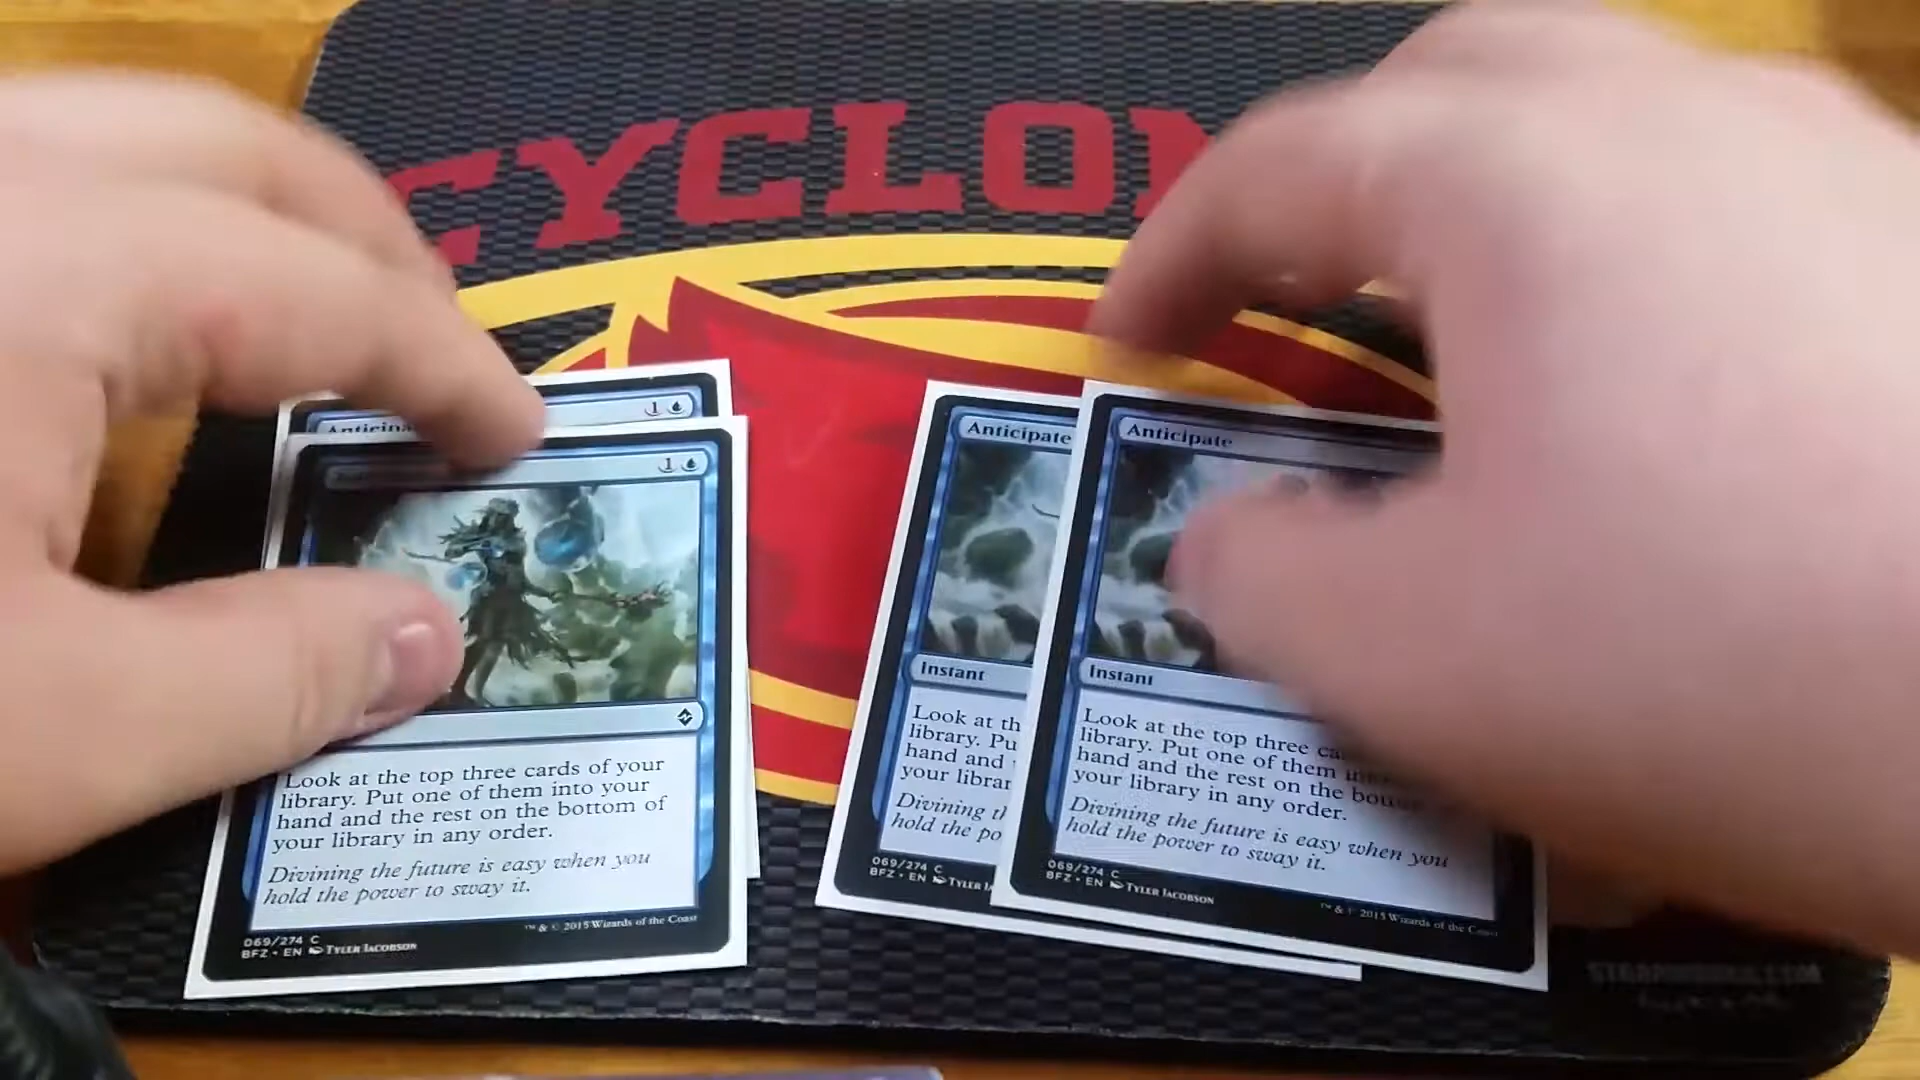 CYCLON
Anticipa
1
1
Look at the top three cards of your
library. Put one of them into your
hand and the rest on the bottom of
your library in any order.
Divining the future is easy when you
hold the power to sway it.
069/274 C
BFZ • EN Tyler Jacobson
™ & © 2015 Wizards of the Coast
Anticipate
Instant
Look at th
library. Pu
hand and
your librar
Divining th
hold the po
069/274 C
BFZ • EN Tyler Ja
Anticipate
Instant
Look at the top three ca
library. Put one of them in
hand and the rest on the bo
your library in any order.
Divining the future is easy when you
hold the power to sway it.
069/274 C
BFZ • EN Tyler Jacobson
™ & © 2015 Wizards of the Coast